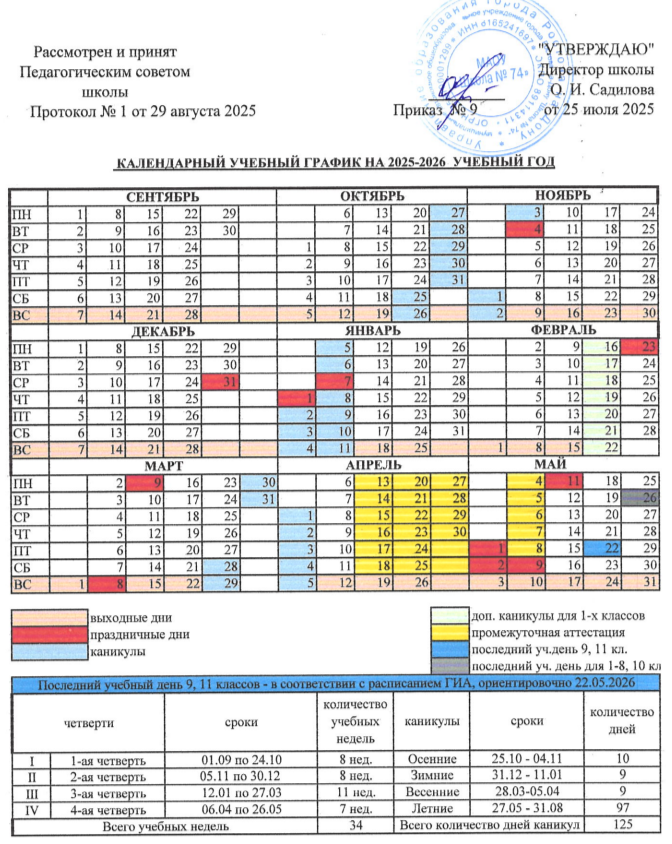 Рассмотрен и принят
Педагогическим советом
школы
Протокол № 1 от 29 августа 2025
МАОУ
Школа № 74»
"УТВЕРЖДАЮ"
Директор школы
О. И. Садилова
Приказ № 9 от 25 июля 2025
КАЛЕНДАРНЫЙ УЧЕБНЫЙ ГРАФИК НА 2025-2026 УЧЕБНЫЙ ГОД
СЕНТЯБРЬ ОКТЯБРЬ НОЯБРЬ
ПН 1 8 15 22 29 6 13 20 27 3 10 17 24
ВТ 2 9 16 23 30 7 14 21 28 4 11 18 25
СР 3 10 17 24 1 8 15 22 29 5 12 19 26
ЧТ 4 11 18 25 2 9 16 23 30 6 13 20 27
ПТ 5 12 19 26 3 10 17 24 31 7 14 21 28
СБ 6 13 20 27 4 11 18 25 1 8 15 22 29
ВС 7 14 21 28 5 12 19 26 2 9 16 23 30
ДЕКАБРЬ ЯНВАРЬ ФЕВРАЛЬ
ПН 1 8 15 22 29 5 12 19 26 2 9 16 23
ВТ 2 9 16 23 30 6 13 20 27 3 10 17 24
СР 3 10 17 24 31 7 14 21 28 4 11 18 25
ЧТ 4 11 18 25 1 8 15 22 29 5 12 19 26
ПТ 5 12 19 26 2 9 16 23 30 6 13 20 27
СБ 6 13 20 27 3 10 17 24 31 7 14 21 28
ВС 7 14 21 28 4 11 18 25 1 8 15 22
МАРТ АПРЕЛЬ МАЙ
ПН 2 9 16 23 30 6 13 20 27 4 11 18 25
ВТ 3 10 17 24 31 7 14 21 28 5 12 19 26
СР 4 11 18 25 1 8 15 22 29 6 13 20 27
ЧТ 5 12 19 26 2 9 16 23 30 7 14 21 28
ПТ 6 13 20 27 3 10 17 24 1 8 15 22 29
СБ 7 14 21 28 4 11 18 25 2 9 16 23 30
ВС 1 8 15 22 29 5 12 19 26 3 10 17 24 31
выходные дни
праздничные дни
каникулы
доп. каникулы для 1-х классов
промежуточная аттестация
последний уч.день 9, 11 кл.
последний уч. день для 1-8, 10 кл
Последний учебный день 9, 11 классов - в соответствии с расписанием ГИА, ориентировочно 22.05.2026
четверти сроки количество учебных недель каникулы сроки количество дней
I 1-ая четверть 01.09 по 24.10 8 нед. Осенние 25.10 - 04.11 10
II 2-ая четверть 05.11 по 30.12 8 нед. Зимние 31.12 - 11.01 9
III 3-ая четверть 12.01 по 27.03 11 нед. Весенние 28.03-05.04 9
IV 4-ая четверть 06.04 по 26.05 7 нед. Летние 27.05 - 31.08 97
Всего учебных недель 34 Всего количество дней каникул 125